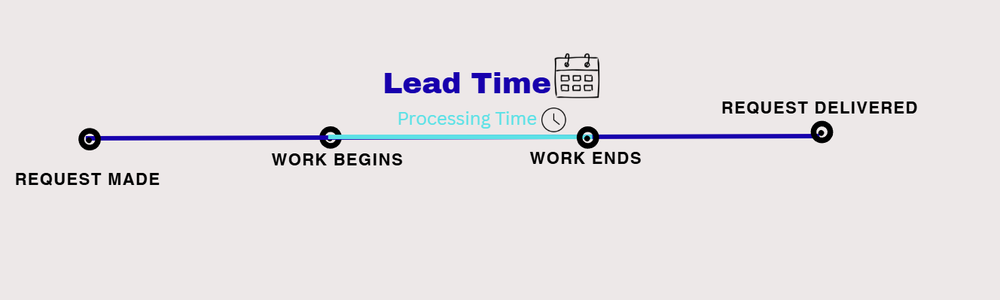 Lead Time
Processing Time
REQUEST DELIVERED
WORK BEGINS
WORK ENDS
REQUEST MADE